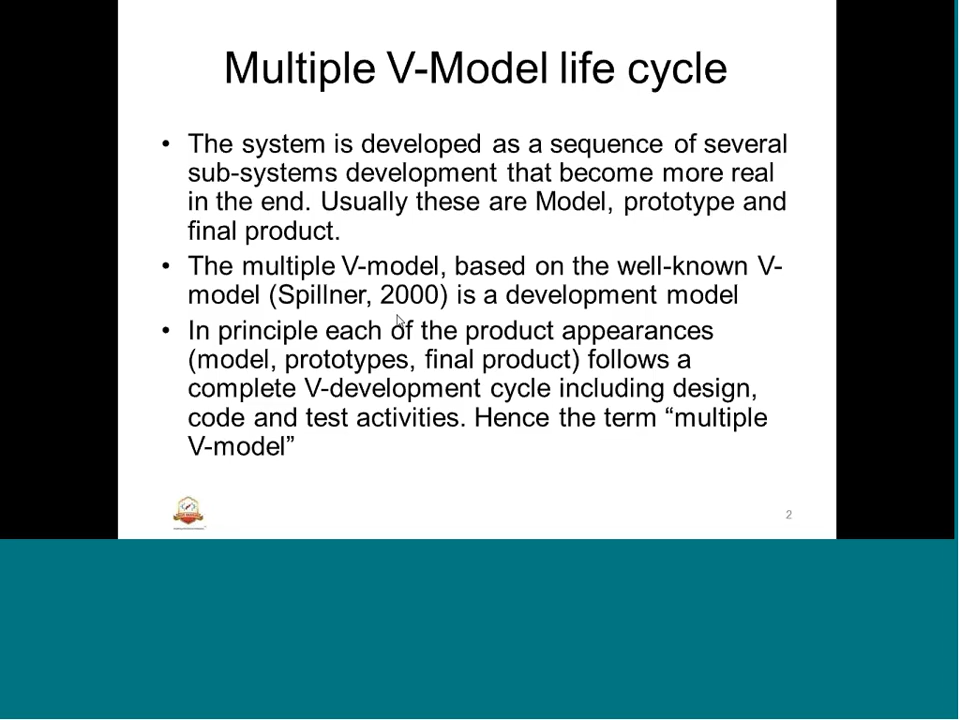 Multiple V-Model life cycle
• The system is developed as a sequence of several
sub-systems development that become more real
in the end. Usually these are Model, prototype and
final product.
• The multiple V-model, based on the well-known V-
model (Spillner, 2000) is a development model
• In principle each of the product appearances
(model, prototypes, final product) follows a
complete V-development cycle including design,
code and test activities. Hence the term “multiple
V-model”
2